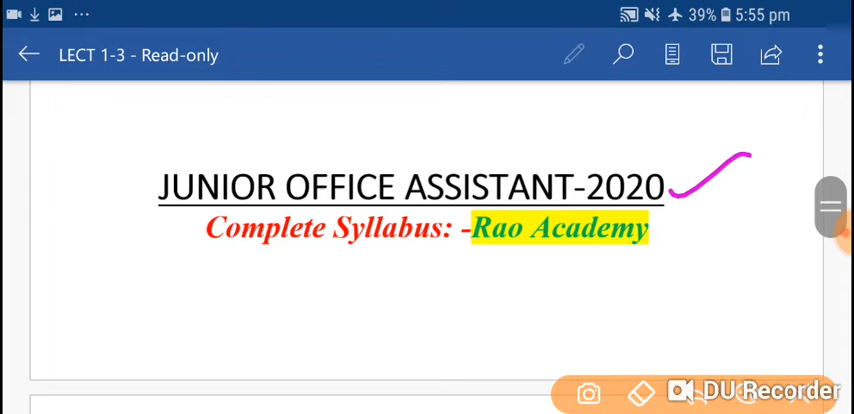 39% 5:55 pm
LECT 1-3 - Read-only
JUNIOR OFFICE ASSISTANT-2020
Complete Syllabus: -Rao Academy
DU Recorder